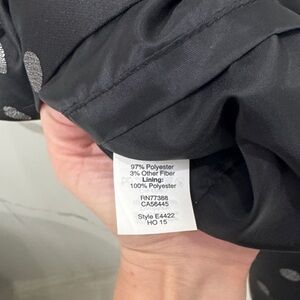 97% Polyester
3% Other Fiber
Lining:
100% Polyester
RN77388
CA56445
Style E4422
HO 15